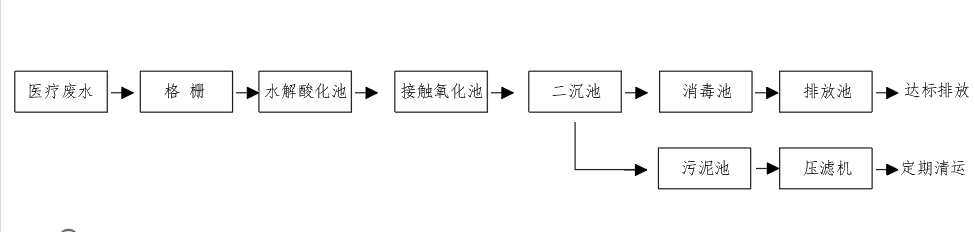 医疗废水
格 栅
水解酸化池
接触氧化池
二沉池
消毒池
排放池
达标排放
污泥池
压滤机
定期清运